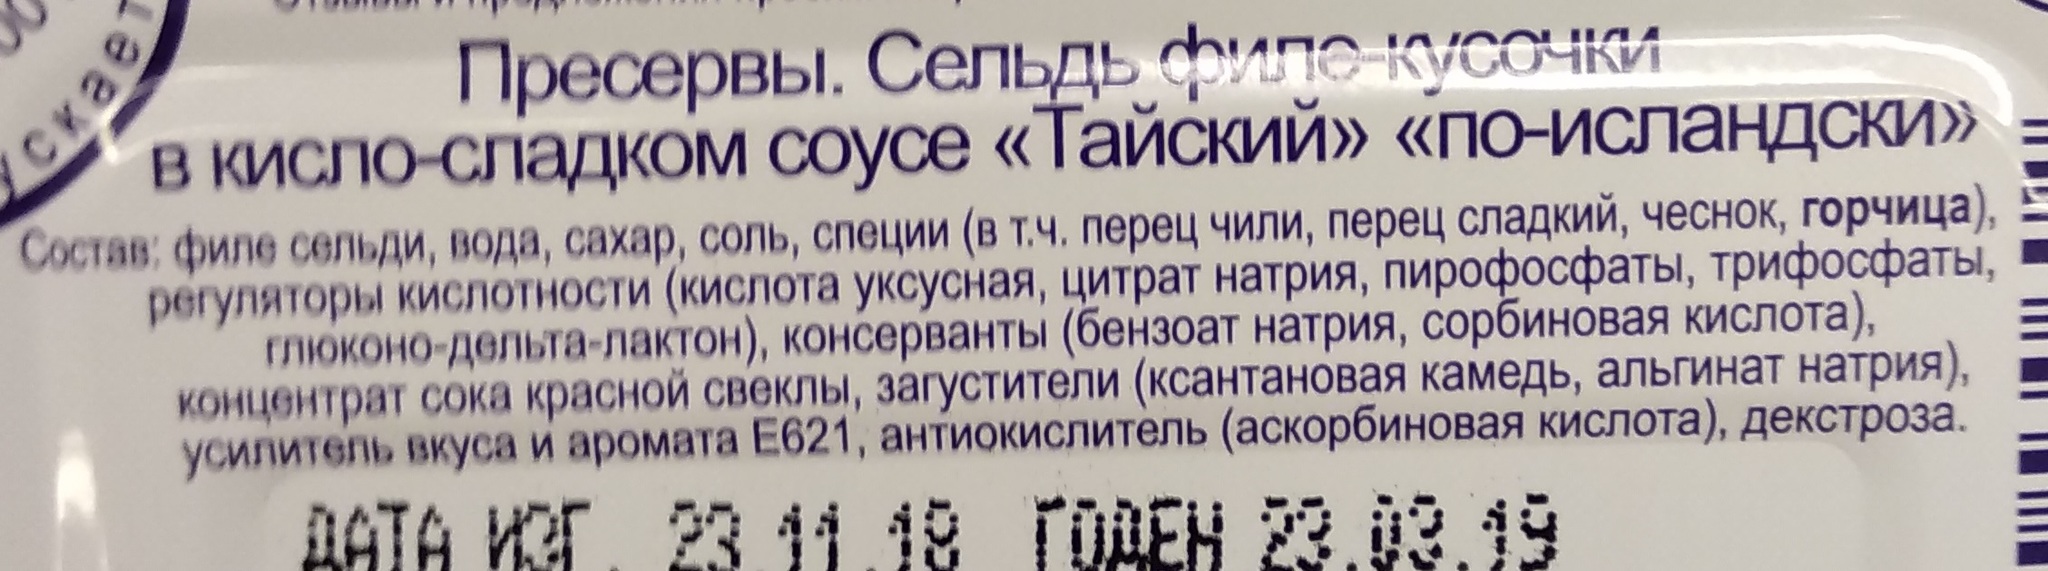 Пресервы. Сельдь филе-кусочки
в кисло-сладком соусе «Тайский» «по-исландски»
Состав: филе сельди, вода, сахар, соль, специи (в т.ч. перец чили, перец сладкий, чеснок, горчица),
регуляторы кислотности (кислота уксусная, цитрат натрия, пирофосфаты, трифосфаты,
глюконо-дельта-лактон), консерванты (бензоат натрия, сорбиновая кислота),
концентрат сока красной свеклы, загустители (ксантановая камедь, альгинат натрия),
усилитель вкуса и аромата Е621, антиокислитель (аскорбиновая кислота), декстроза.
ДАТА ИЗГ. 23.11.18 ГОДЕН 23.03.19